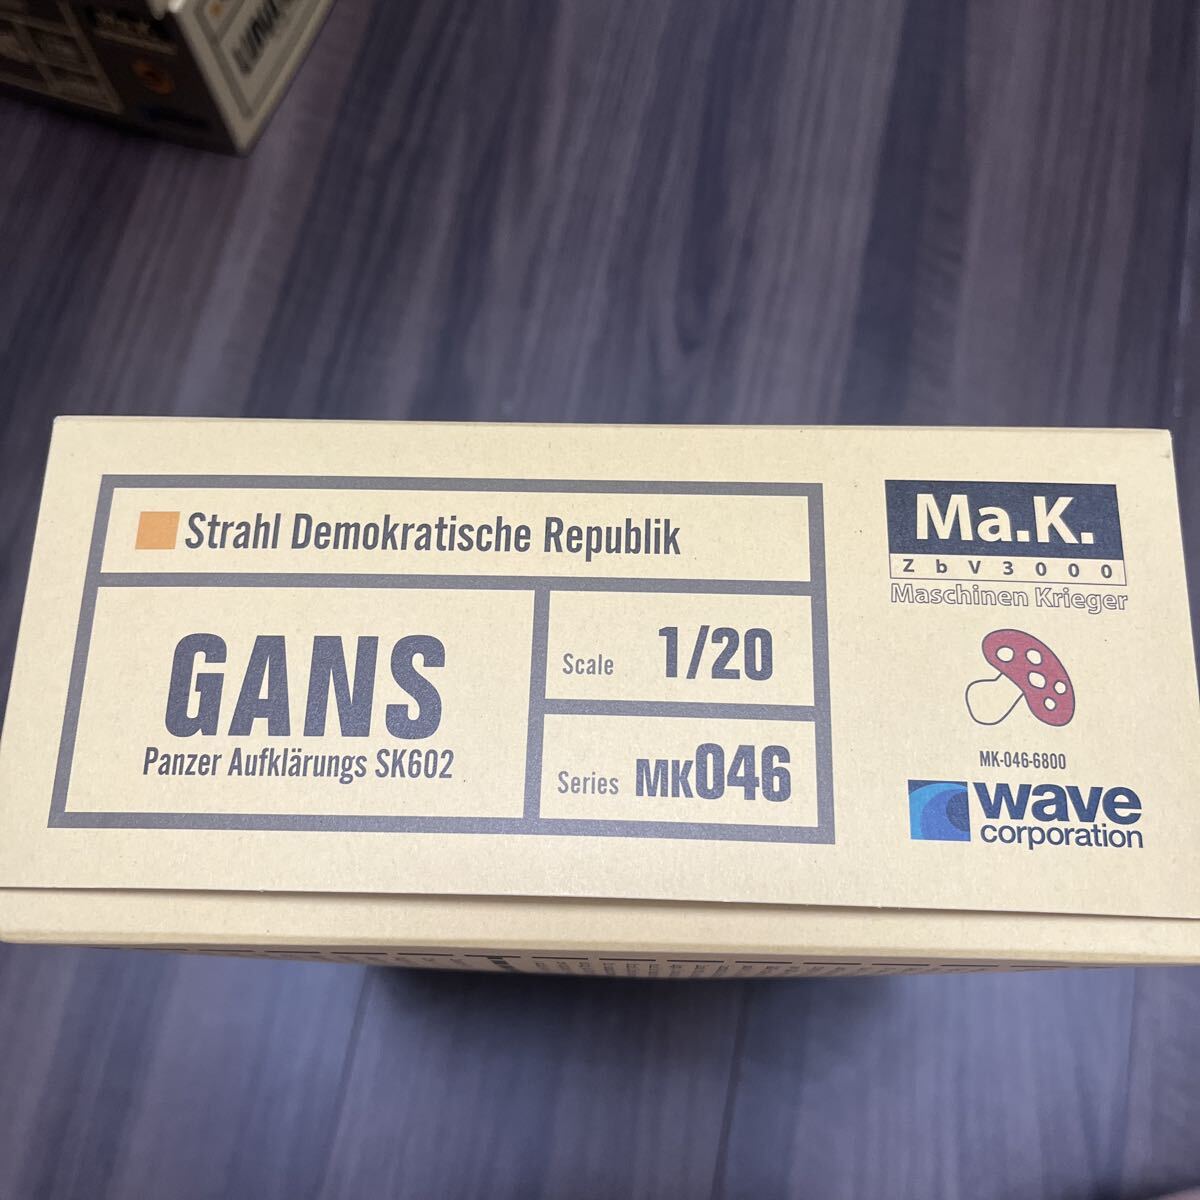 Strahl Demokratische Republik
GANS
Panzer Aufklärungs SK602
Scale 1/20
Series MK046
Ma.K.
ZbV3000
Maschinen Krieger
MK-046-6800
wave
corporation